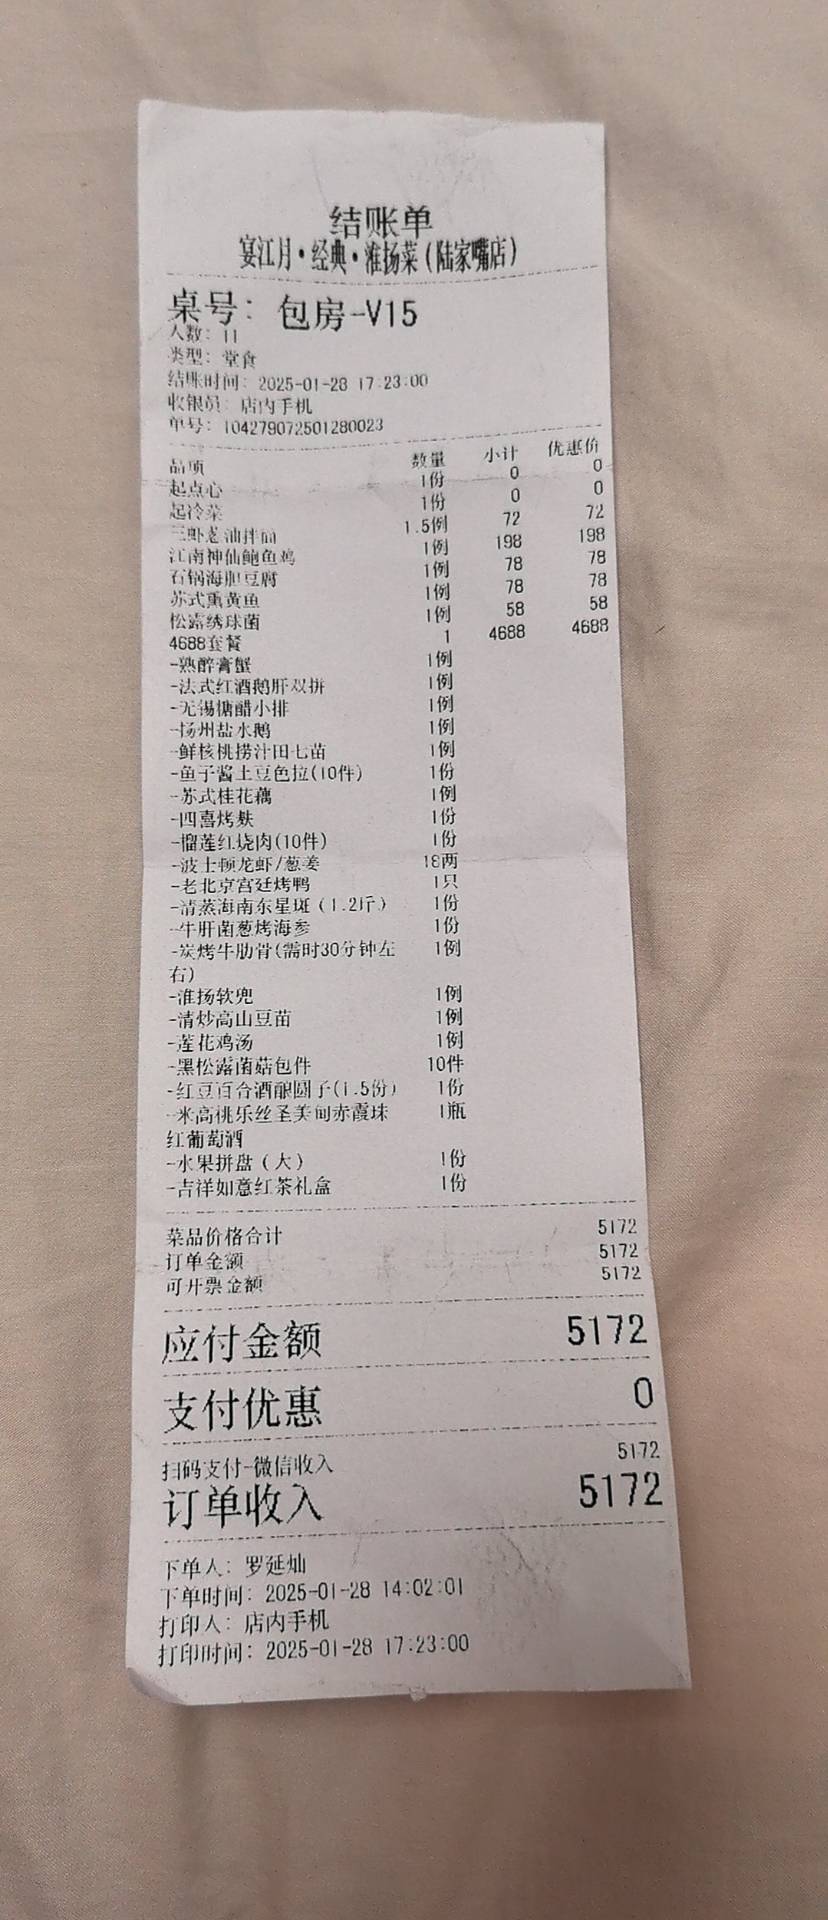 结账单
宴江月·经典·淮扬菜(陆家嘴店)
桌号: 包房-V15
人数: 11
类型: 堂食
结账时间: 2025-01-28 17:23:00
收银员: 店内手机
单号: 104279072501280023
品项 数量 小计 优惠价
起点心 1份 0 0
起冷菜 1份 0 0
三虾葱油拌面 1.5例 72 72
江南神仙鲍鱼鸡 1例 198 198
石锅海胆豆腐 1例 78 78
苏式熏黄鱼 1例 78 78
松露绣球菌 1例 58 58
4688套餐 1 4688 4688
-熟醉膏蟹 1例
-法式红酒鹅肝双拼 1例
-无锡糖醋小排 1例
-扬州盐水鹅 1例
-鲜核桃捞汁田七苗 1例
-鱼子酱土豆色拉(10件) 1份
-苏式桂花藕 1例
-四喜烤麸 1份
-榴莲红烧肉(10件) 1份
-波士顿龙虾/葱姜 18两
-老北京宫廷烤鸭 1只
-清蒸海南东星斑(1.2斤) 1份
-牛肝菌葱烤海参 1份
-炭烤牛肋骨(需时30分钟左 1例
右)
-淮扬软兜 1例
-清炒高山豆苗 1例
-莲花鸡汤 1例
-黑松露菌菇包件 10件
-红豆百合酒酿圆子(1.5份) 1份
-米高桃乐丝圣美甸赤霞珠 1瓶
红葡萄酒
-水果拼盘(大) 1份
-吉祥如意红茶礼盒 1份
菜品价格合计 5172
订单金额 5172
可开票金额 5172
应付金额 5172
支付优惠 0
扫码支付-微信收入 5172
订单收入 5172
下单人: 罗延灿
下单时间: 2025-01-28 14:02:01
打印人: 店内手机
打印时间: 2025-01-28 17:23:00